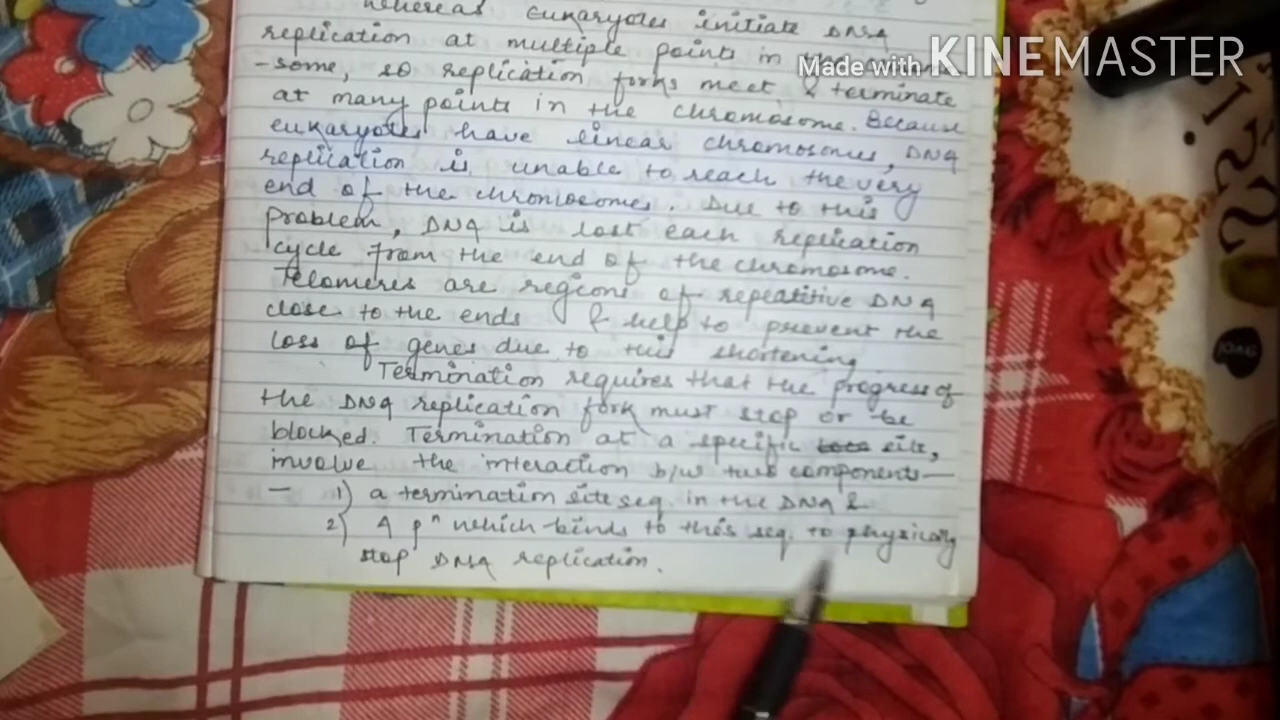 whereas eukaryotes initiate DNA
replication at multiple points in
Made with KINEMASTER
-some, so replication forks meet & terminate
at many points in the chromosome. Because
eukaryotes have linear chromosomes, DNA
replication is unable to reach the very
end of the chromosomes. Due to this
problem, DNA is lost each replication
cycle from the end of the chromosome.
Telomeres are regions of repeatitive DNA
close to the ends & help to prevent the
loss of genes due to this shortening
Termination requires that the progress of
the DNA replication fork must stop or be
blocked. Termination at a specific site,
involve the interaction b/w two components—
— 1) a termination site seq. in the DNA &
2) A pⁿ which binds to this seq. to physically
stop DNA replication.